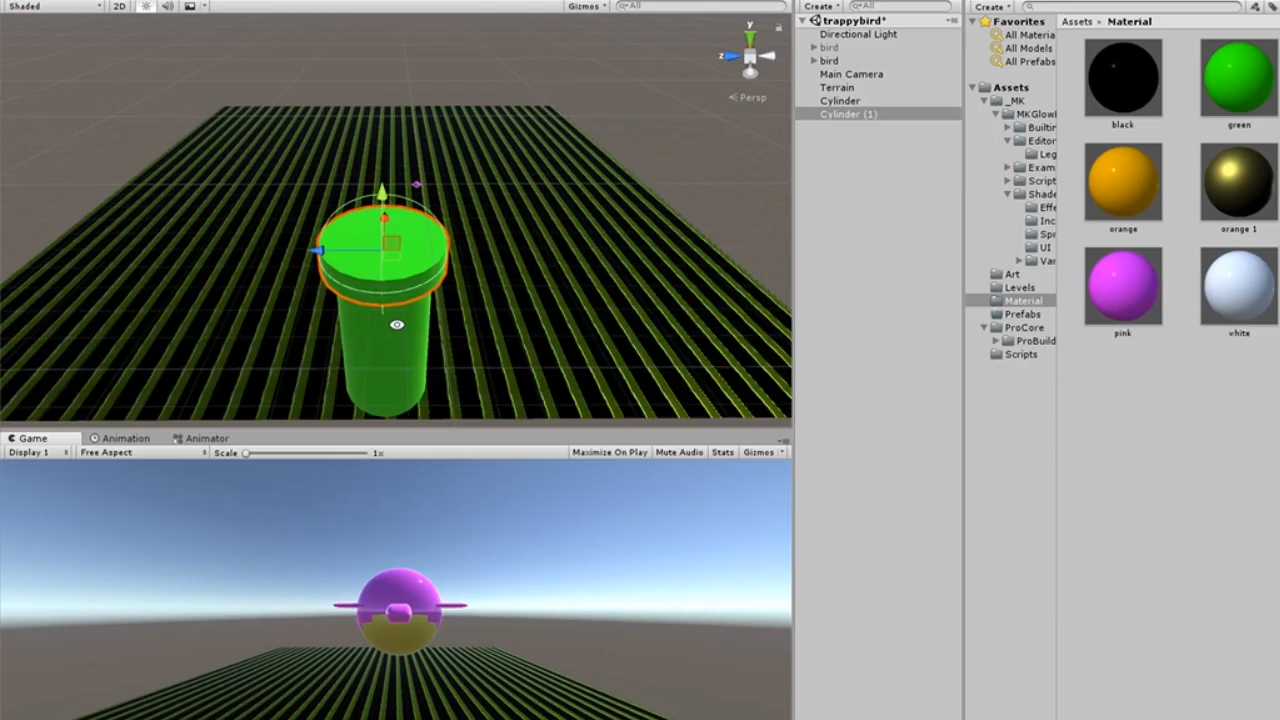 Shaded 2D Gizmos All
y
z
Persp
Game Animation Animator
Display 1 Free Aspect Scale 1x Maximize On Play Mute Audio Stats Gizmos
Create All
trappybird*
Directional Light
bird
bird
Main Camera
Terrain
Cylinder
Cylinder (1)
Create
Favorites
All Materia
All Models
All Prefabs
Assets
_MK
MKGlow
Builtin
Editor
Leg
Exam
Script
Shade
Effe
Inc
Spr
UI
Var
Art
Levels
Material
Prefabs
ProCore
ProBuild
Scripts
Assets Material
black green
orange orange 1
pink white